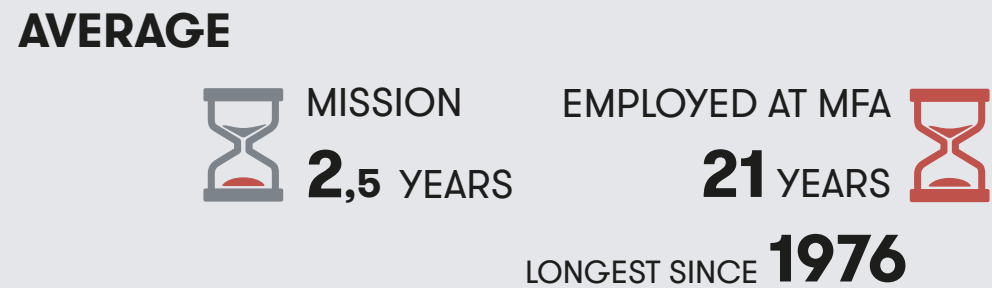 AVERAGE
MISSION
2,5 YEARS
EMPLOYED AT MFA
21 YEARS
LONGEST SINCE 1976